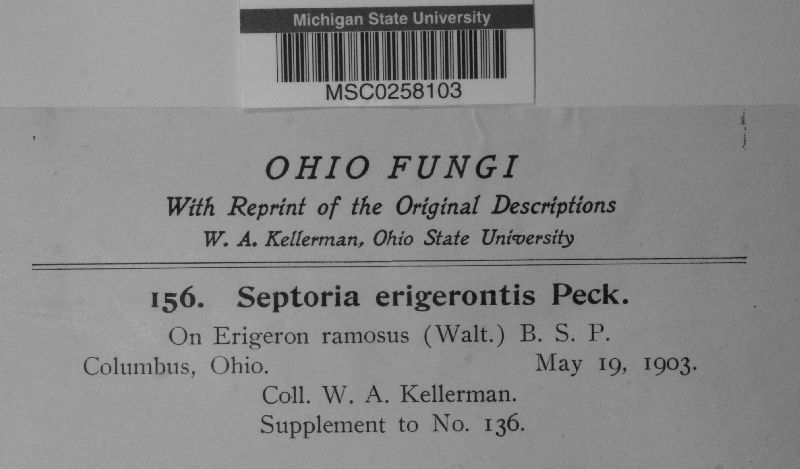 Michigan State University
MSC0258103
OHIO FUNGI
With Reprint of the Original Descriptions
W. A. Kellerman, Ohio State University
156. Septoria erigerontis Peck.
On Erigeron ramosus (Walt.) B. S. P.
Columbus, Ohio. May 19, 1903.
Coll. W. A. Kellerman.
Supplement to No. 136.